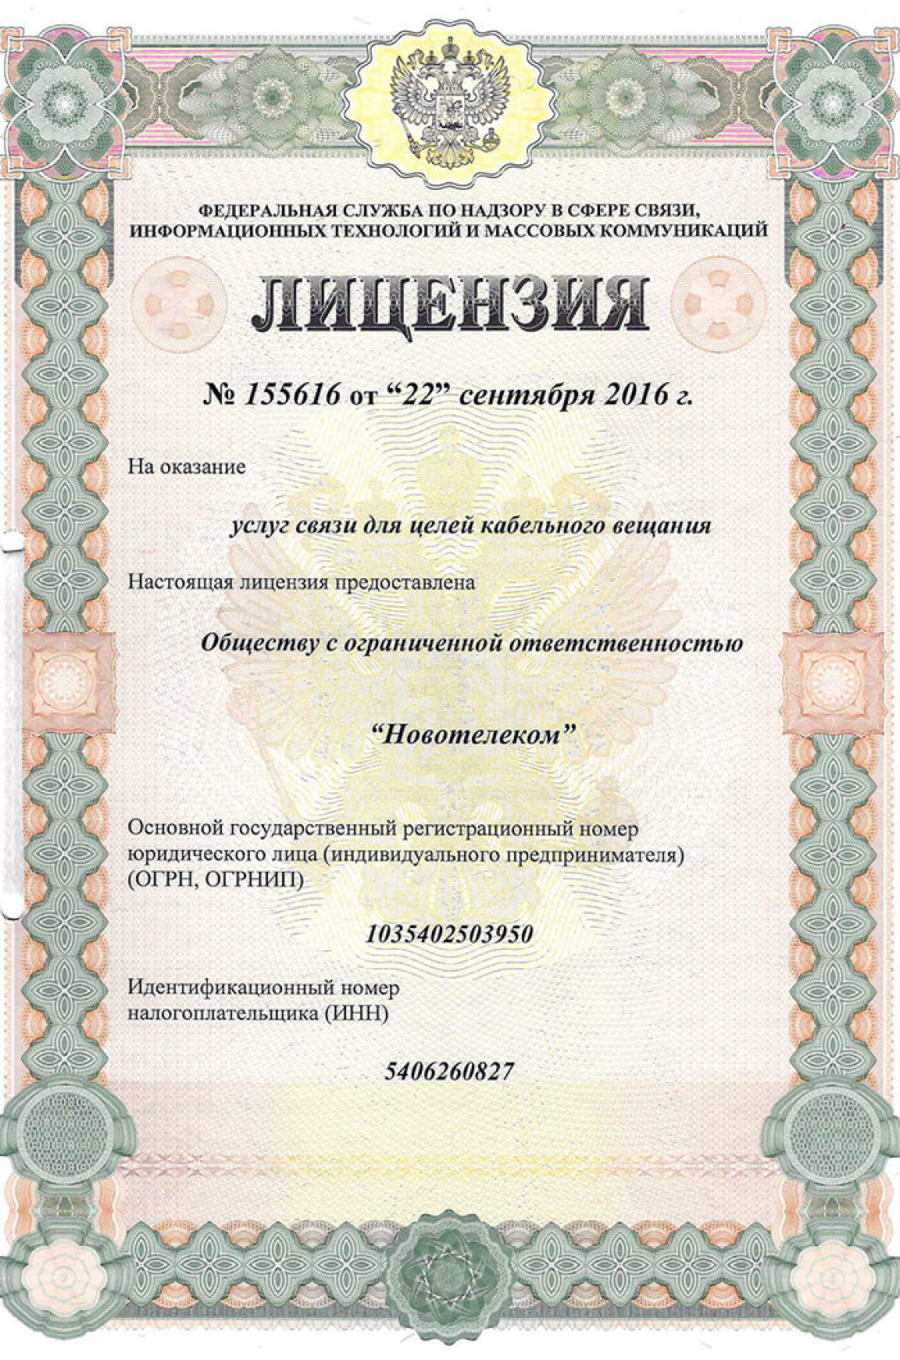 ФЕДЕРАЛЬНАЯ СЛУЖБА ПО НАДЗОРУ В СФЕРЕ СВЯЗИ,
ИНФОРМАЦИОННЫХ ТЕХНОЛОГИЙ И МАССОВЫХ КОММУНИКАЦИЙ
ЛИЦЕНЗИЯ
№ 155616 от “22” сентября 2016 г.
На оказание
услуг связи для целей кабельного вещания
Настоящая лицензия предоставлена
Обществу с ограниченной ответственностью
“Новотелеком”
Основной государственный регистрационный номер
юридического лица (индивидуального предпринимателя)
(ОГРН, ОГРНИП)
1035402503950
Идентификационный номер
налогоплательщика (ИНН)
5406260827